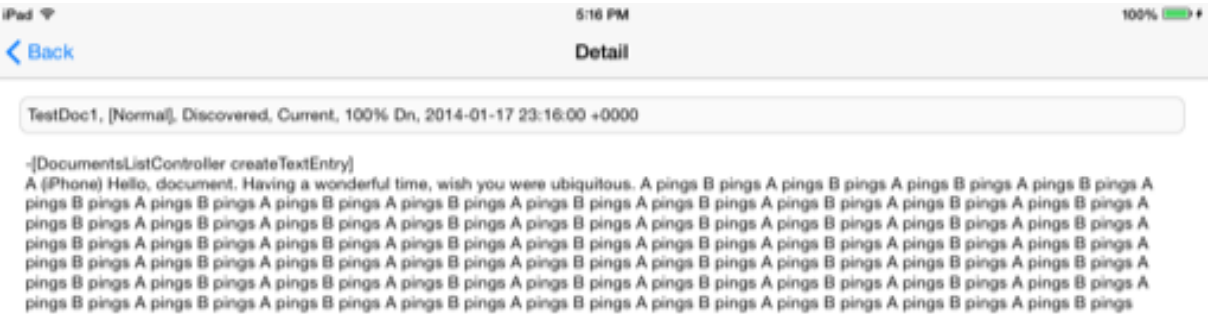 iPad
5:16 PM
100%
Back
Detail
TestDoc1, [Normal], Discovered, Current, 100% Dn, 2014-01-17 23:16:00 +0000
-[DocumentsListController createTextEntry]
A (iPhone) Hello, document. Having a wonderful time, wish you were ubiquitous. A pings B pings A pings B pings A pings B pings A pings B pings A
pings B pings A pings B pings A pings B pings A pings B pings A pings B pings A pings B pings A pings B pings A pings B pings A pings B pings A
pings B pings A pings B pings A pings B pings A pings B pings A pings B pings A pings B pings A pings B pings A pings B pings A pings B pings A
pings B pings A pings B pings A pings B pings A pings B pings A pings B pings A pings B pings A pings B pings A pings B pings A pings B pings A
pings B pings A pings B pings A pings B pings A pings B pings A pings B pings A pings B pings A pings B pings A pings B pings A pings B pings A
pings B pings A pings B pings A pings B pings A pings B pings A pings B pings A pings B pings A pings B pings A pings B pings A pings B pings A
pings B pings A pings B pings A pings B pings A pings B pings A pings B pings A pings B pings A pings B pings A pings B pings A pings B pings